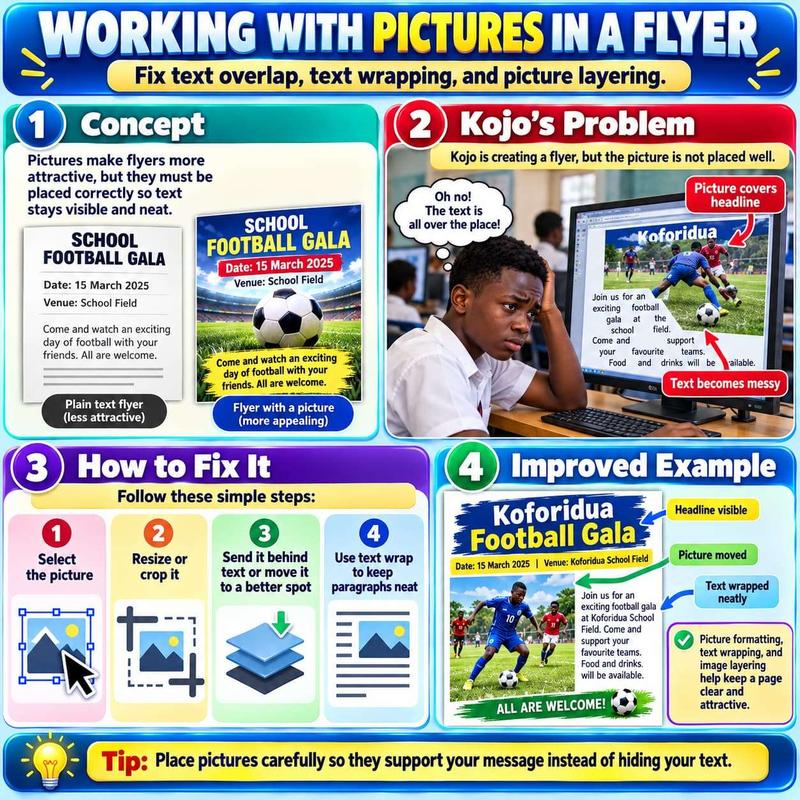 WORKING WITH PICTURES IN A FLYER
Fix text overlap, text wrapping, and picture layering.
1 Concept
Pictures make flyers more
attractive, but they must be
placed correctly so text
stays visible and neat.
SCHOOL
FOOTBALL GALA
Date: 15 March 2025
Venue: School Field
Come and watch an exciting
day of football with your
friends. All are welcome.
Plain text flyer
(less attractive)
SCHOOL
FOOTBALL GALA
Date: 15 March 2025
Venue: School Field
Come and watch an exciting
day of football with your
friends. All are welcome.
Flyer with a picture
(more appealing)
2 Kojo's Problem
Kojo is creating a flyer, but the picture is not placed well.
Oh no!
The text is
all over the place!
Picture covers
headline
Koforidua
Join us for an
exciting football
gala at the
school field.
Come and support
your favourite teams.
Food and drinks will be available.
Text becomes messy
3 How to Fix It
Follow these simple steps:
1
Select
the picture
2
Resize or
crop it
3
Send it behind
text or move it
to a better spot
4
Use text wrap
to keep
paragraphs neat
4 Improved Example
Koforidua
Football Gala
Date: 15 March 2025 | Venue: Koforidua School Field
10
Join us for an
exciting football gala
at Koforidua School
Field. Come and
support your
favourite teams.
Food and drinks
will be available.
ALL ARE WELCOME!
Headline visible
Picture moved
Text wrapped
neatly
Picture formatting,
text wrapping, and
image layering
help keep a page
clear and
attractive.
Tip: Place pictures carefully so they support your message instead of hiding your text.